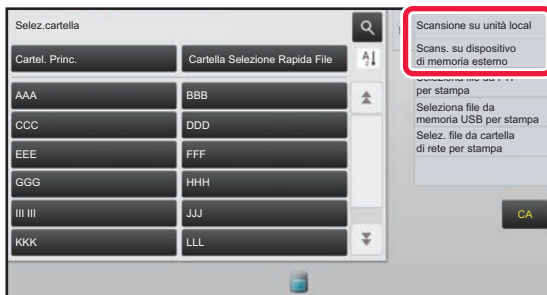 Selez.cartella
Cartel. Princ.
Cartella Selezione Rapida File
AAA
BBB
CCC
DDD
EEE
FFF
GGG
HHH
III III
JJJ
KKK
LLL
Scansione su unità local
Scans. su dispositivo
di memoria esterno
per stampa
Seleziona file da
memoria USB per stampa
Selez. file da cartella
di rete per stampa
CA